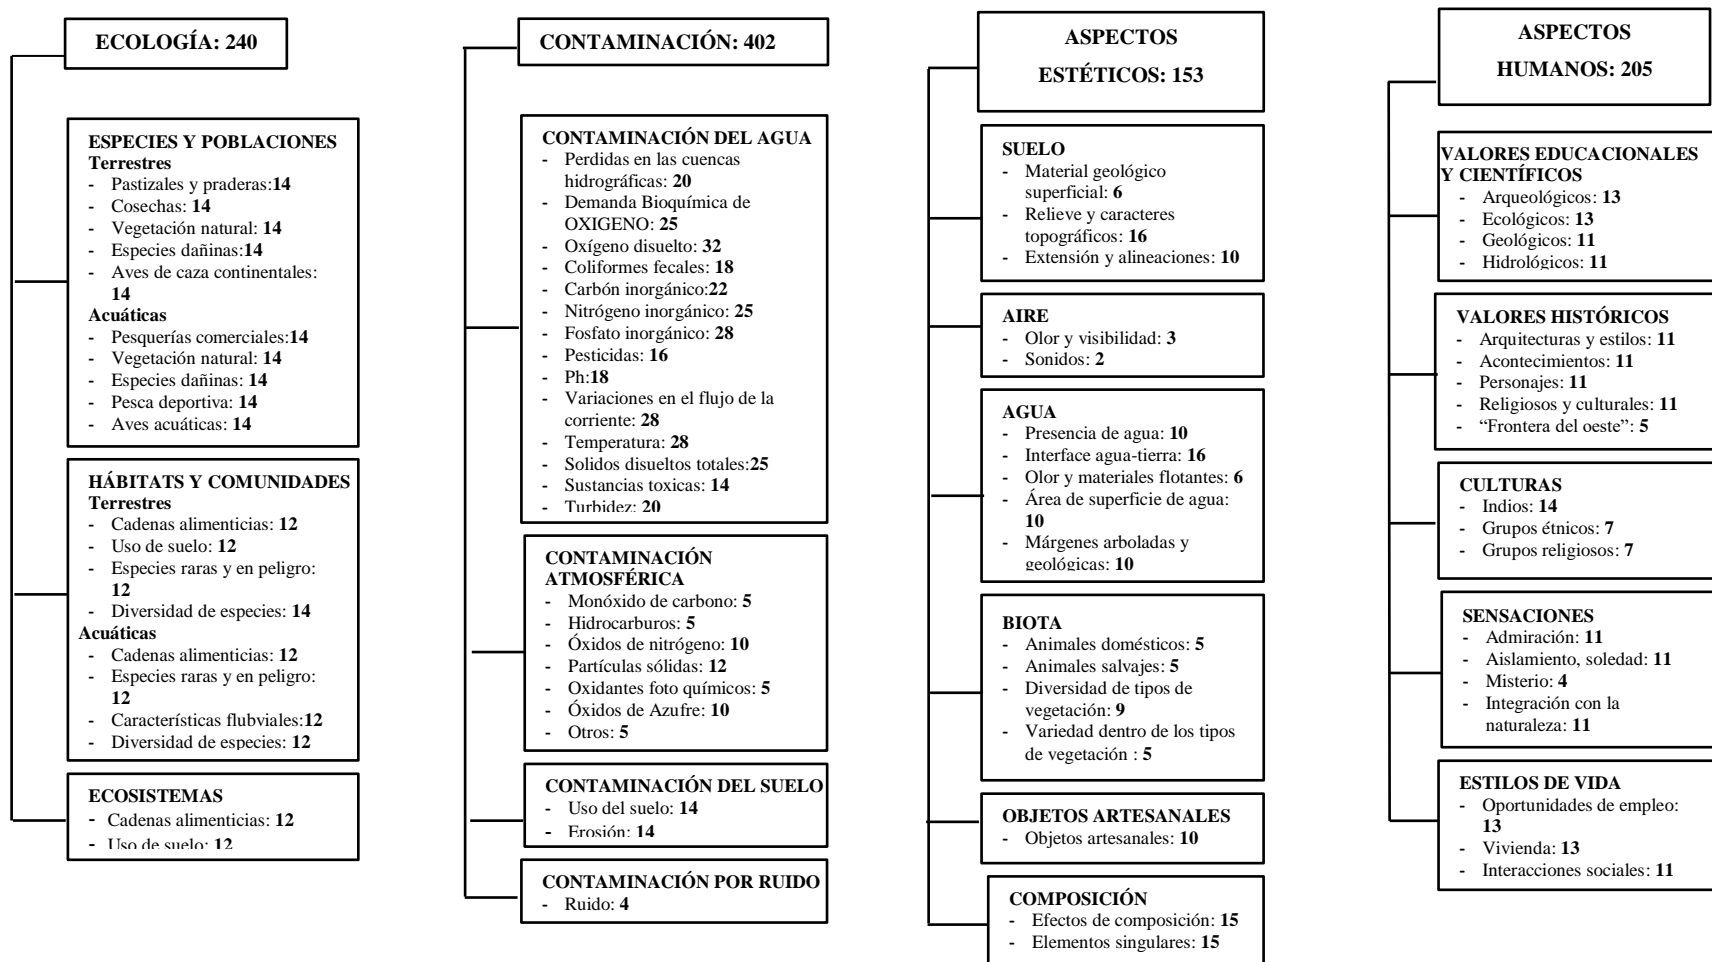 ECOLOGÍA: 240
ESPECIES Y POBLACIONES
Terrestres
- Pastizales y praderas:14
- Cosechas: 14
- Vegetación natural: 14
- Especies dañinas:14
- Aves de caza continentales:
14
Acuáticas
- Pesquerías comerciales:14
- Vegetación natural: 14
- Especies dañinas: 14
- Pesca deportiva: 14
- Aves acuáticas: 14
HÁBITATS Y COMUNIDADES
Terrestres
- Cadenas alimenticias: 12
- Uso de suelo: 12
- Especies raras y en peligro:
12
- Diversidad de especies: 14
Acuáticas
- Cadenas alimenticias: 12
- Especies raras y en peligro:
12
- Características flubviales:12
- Diversidad de especies: 12
ECOSISTEMAS
- Cadenas alimenticias: 12
- Uso de suelo: 12
CONTAMINACIÓN: 402
CONTAMINACIÓN DEL AGUA
- Perdidas en las cuencas
hidrográficas: 20
- Demanda Bioquímica de
OXIGENO: 25
- Oxígeno disuelto: 32
- Coliformes fecales: 18
- Carbón inorgánico:22
- Nitrógeno inorgánico: 25
- Fosfato inorgánico: 28
- Pesticidas: 16
- Ph:18
- Variaciones en el flujo de la
corriente: 28
- Temperatura: 28
- Solidos disueltos totales:25
- Sustancias toxicas: 14
- Turbidez: 20
CONTAMINACIÓN
ATMOSFÉRICA
- Monóxido de carbono: 5
- Hidrocarburos: 5
- Óxidos de nitrógeno: 10
- Partículas sólidas: 12
- Oxidantes foto químicos: 5
- Óxidos de Azufre: 10
- Otros: 5
CONTAMINACIÓN DEL SUELO
- Uso del suelo: 14
- Erosión: 14
CONTAMINACIÓN POR RUIDO
- Ruido: 4
ASPECTOS
ESTÉTICOS: 153
SUELO
- Material geológico
superficial: 6
- Relieve y caracteres
topográficos: 16
- Extensión y alineaciones: 10
AIRE
- Olor y visibilidad: 3
- Sonidos: 2
AGUA
- Presencia de agua: 10
- Interface agua-tierra: 16
- Olor y materiales flotantes: 6
- Área de superficie de agua:
10
- Márgenes arboladas y
geológicas: 10
BIOTA
- Animales domésticos: 5
- Animales salvajes: 5
- Diversidad de tipos de
vegetación: 9
- Variedad dentro de los tipos
de vegetación : 5
OBJETOS ARTESANALES
- Objetos artesanales: 10
COMPOSICIÓN
- Efectos de composición: 15
- Elementos singulares: 15
ASPECTOS
HUMANOS: 205
VALORES EDUCACIONALES
Y CIENTÍFICOS
- Arqueológicos: 13
- Ecológicos: 13
- Geológicos: 11
- Hidrológicos: 11
VALORES HISTÓRICOS
- Arquitecturas y estilos: 11
- Acontecimientos: 11
- Personajes: 11
- Religiosos y culturales: 11
- “Frontera del oeste”: 5
CULTURAS
- Indios: 14
- Grupos étnicos: 7
- Grupos religiosos: 7
SENSACIONES
- Admiración: 11
- Aislamiento, soledad: 11
- Misterio: 4
- Integración con la
naturaleza: 11
ESTILOS DE VIDA
- Oportunidades de empleo:
13
- Vivienda: 13
- Interacciones sociales: 11